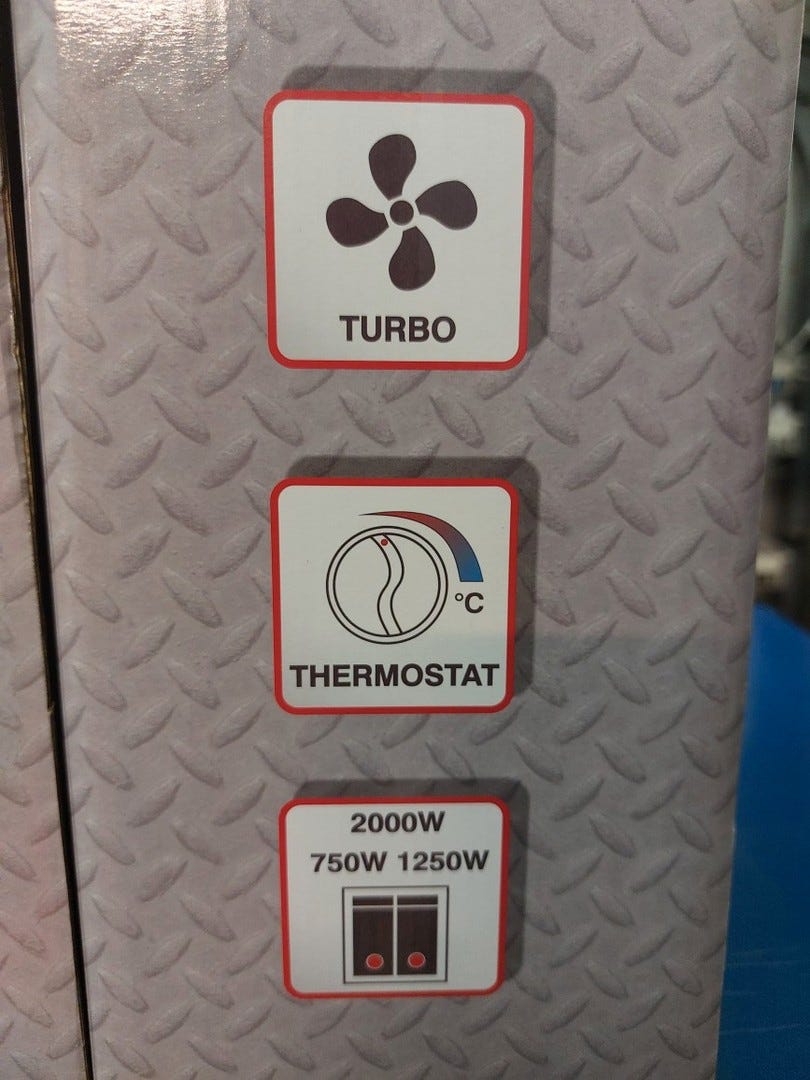 TURBO
°C
THERMOSTAT
2000W
750W 1250W